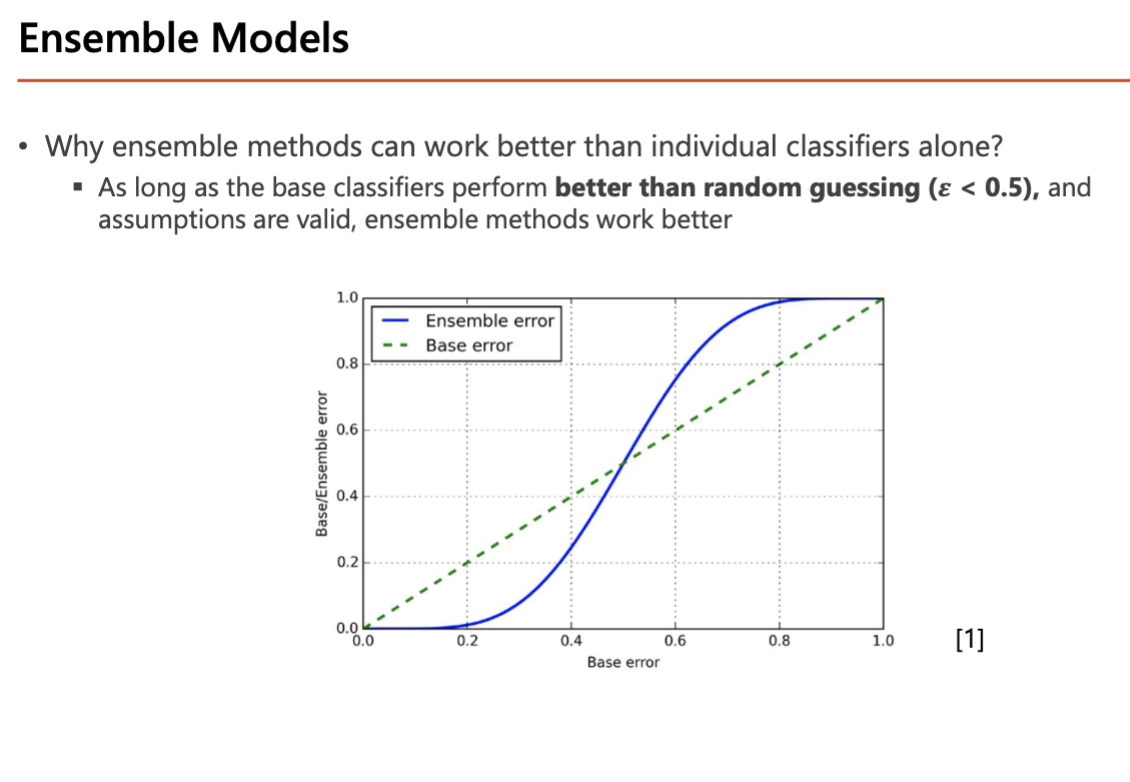 Ensemble Models
• Why ensemble methods can work better than individual classifiers alone?
▪ As long as the base classifiers perform better than random guessing (ε < 0.5), and
assumptions are valid, ensemble methods work better
Ensemble error
Base error
Base/Ensemble error
1.0
0.8
0.6
0.4
0.2
0.0
0.0 0.2 0.4 0.6 0.8 1.0
Base error
[1]